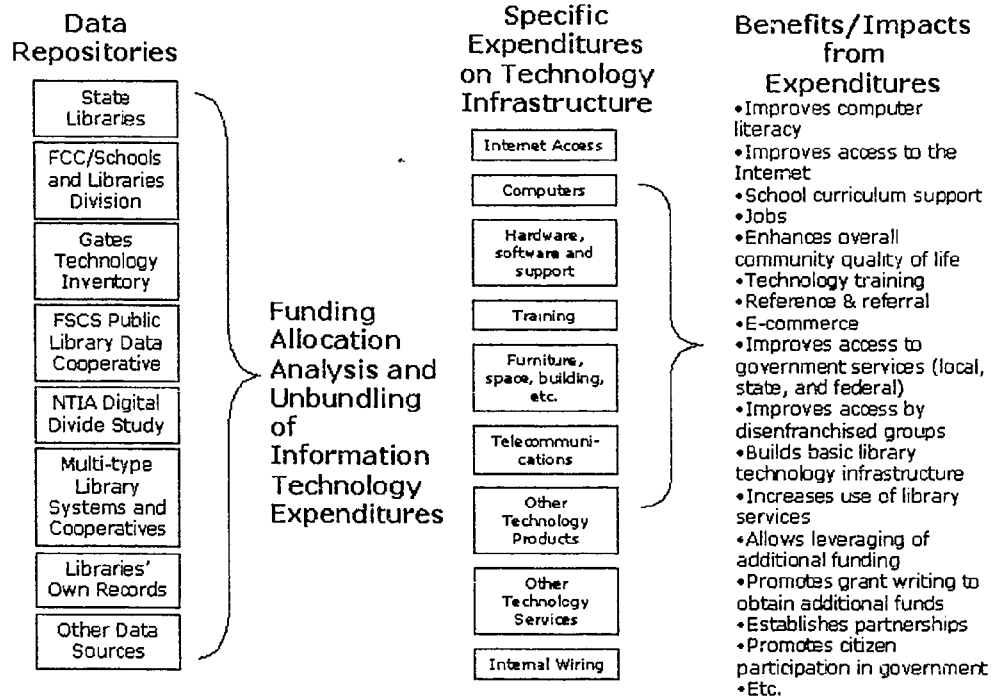 Data
Repositories
State
Libraries
FCC/Schools
and Libraries
Division
Gates
Technology
Inventory
FSCS Public
Library Data
Cooperative
NTIA Digital
Divide Study
Multi-type
Library
Systems and
Cooperatives
Libraries'
Own Records
Other Data
Sources
Funding
Allocation
Analysis and
Unbundling
of
Information
Technology
Expenditures
Specific
Expenditures
on Technology
Infrastructure
Internet Access
Computers
Hardware,
software and
support
Training
Furniture,
space, building,
etc.
Telecommuni-
cations
Other
Technology
Products
Other
Technology
Services
Internal Wiring
Benefits/Impacts
from
Expenditures
•Improves computer
literacy
•Improves access to the
Internet
•School curriculum support
•Jobs
•Enhances overall
community quality of life
•Technology training
•Reference & referral
•E-commerce
•Improves access to
government services (local,
state, and federal)
•Improves access by
disenfranchised groups
•Builds basic library
technology infrastructure
•Increases use of library
services
•Allows leveraging of
additional funding
•Promotes grant writing to
obtain additional funds
•Establishes partnerships
•Promotes citizen
participation in government
•Etc.